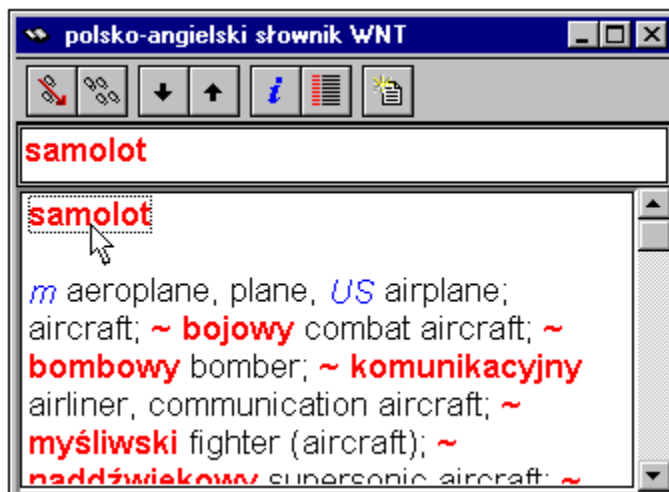 polsko-angielski słownik WNT
samolot
samolot
m aeroplane, plane, US airplane;
aircraft; ~ bojowy combat aircraft; ~
bombowy bomber; ~ komunikacyjny
airliner, communication aircraft; ~
myśliwski fighter (aircraft); ~
naddźwiękowy supersonic aircraft; ~